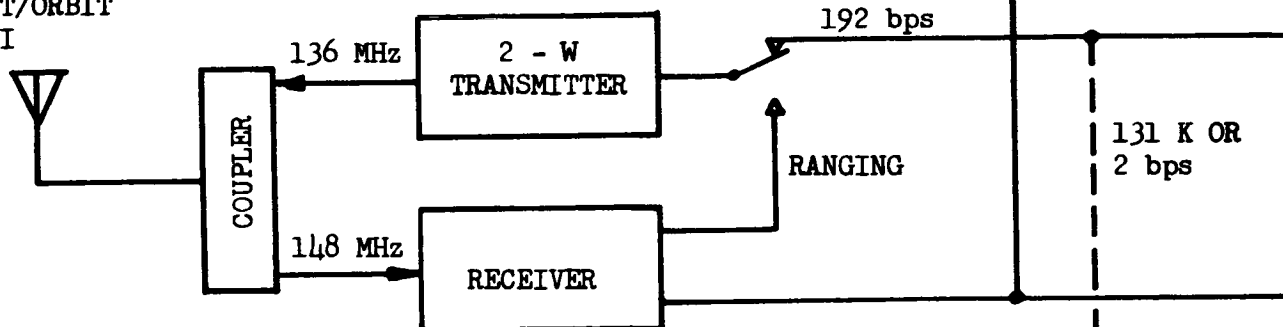 T/ORBIT
I
192 bps
136 MHz
2 - W
TRANSMITTER
COUPLER
131 K OR
2 bps
RANGING
148 MHz
RECEIVER